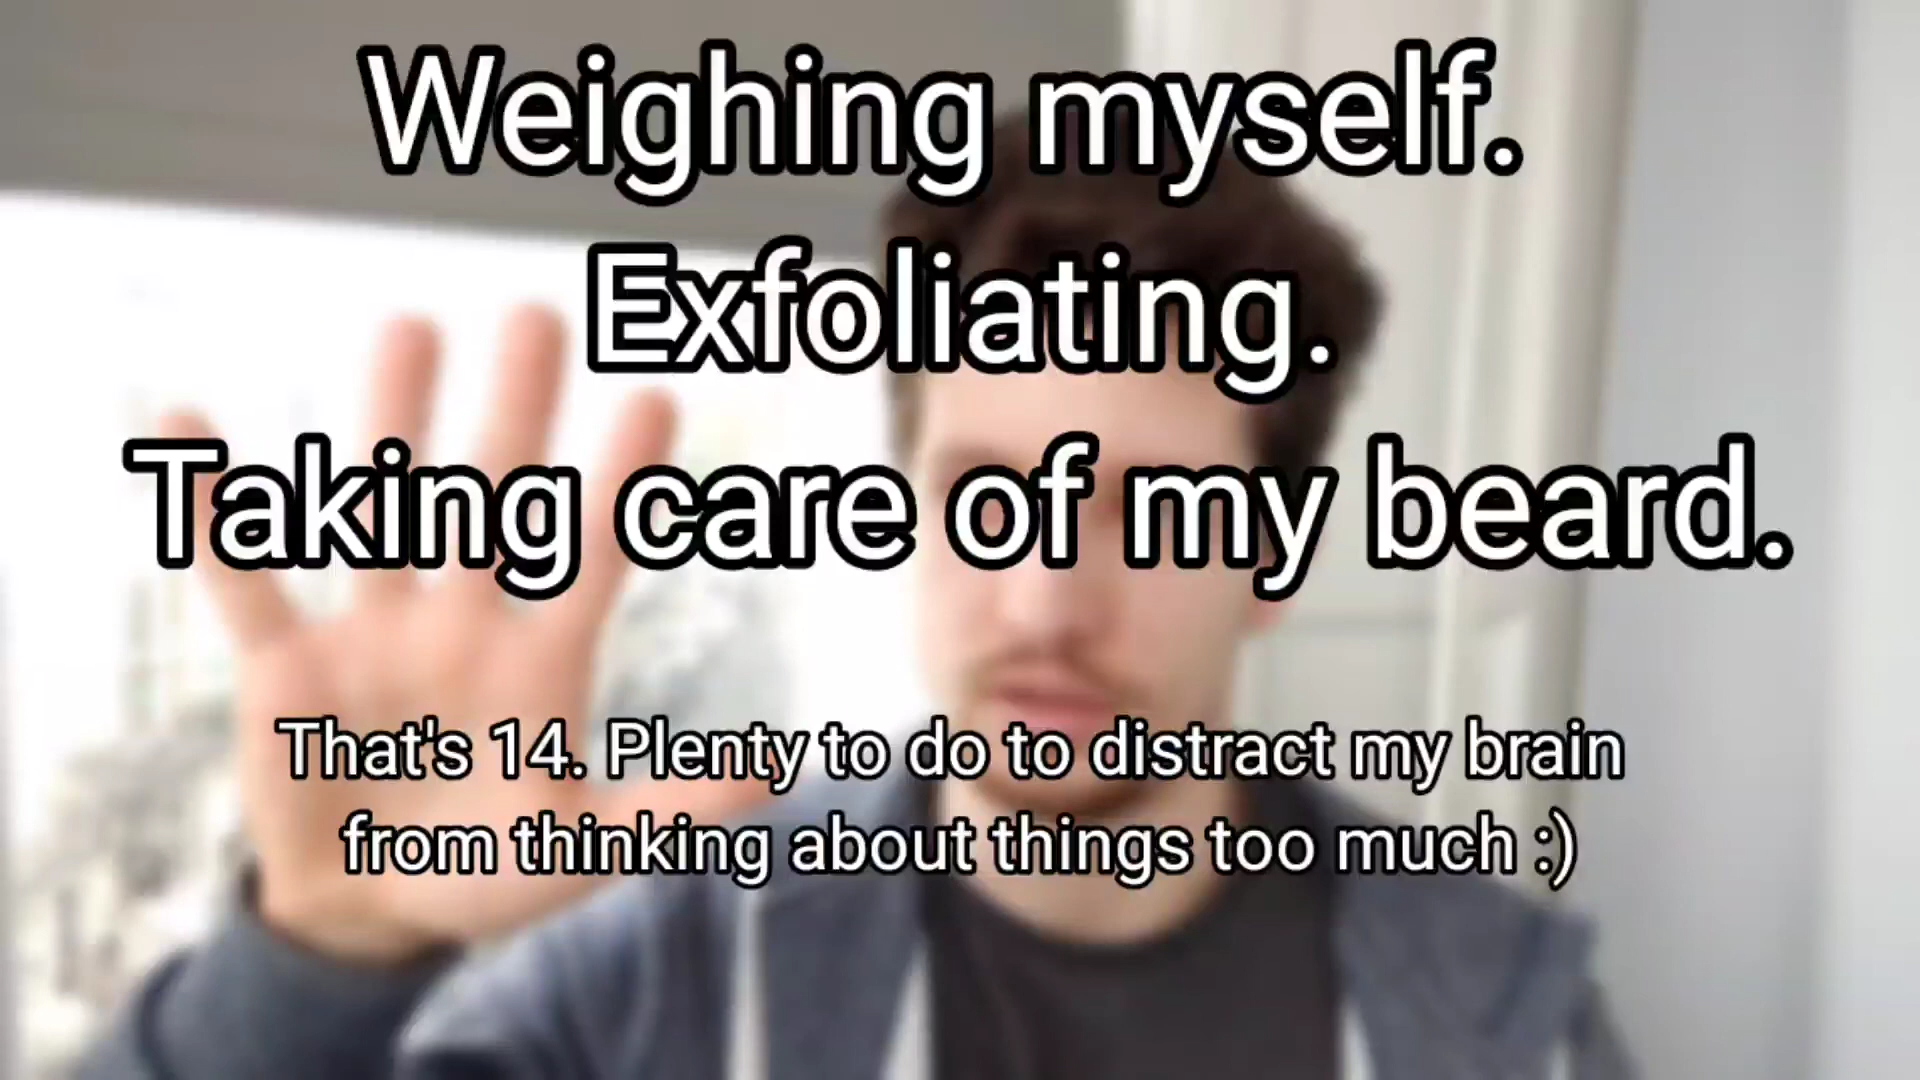 Weighing myself.
Exfoliating.
Taking care of my beard.
That's 14. Plenty to do to distract my brain
from thinking about things too much :)